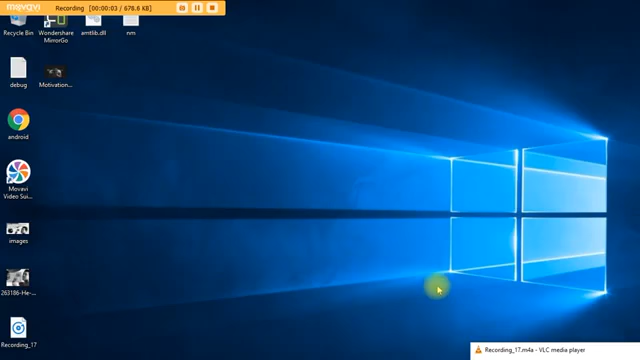 movavi
Recording [00:00:03 / 678.6 KB]
Recycle Bin
Wondershare
MirrorGo
amtlib.dll
nm
debug
Motivation...
android
Movavi
Video Sui...
images
263186-He-...
Recording_17
Recording_17.m4a - VLC media player